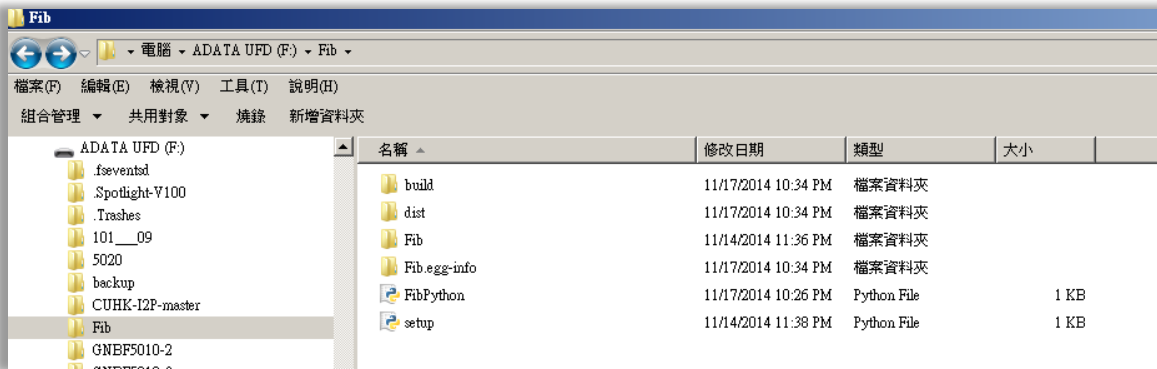 Fib
電腦 ADATA UFD (F:) Fib
檔案(F) 編輯(E) 檢視(V) 工具(T) 說明(H)
組合管理 共用對象 燒錄 新增資料夾
ADATA UFD (F:)
.fseventsd
.Spotlight-V100
.Trashes
101___09
5020
backup
CUHK-I2P-master
Fib
GNBF5010-2
名稱 修改日期 類型 大小
build 11/17/2014 10:34 PM 檔案資料夾
dist 11/17/2014 10:34 PM 檔案資料夾
Fib 11/14/2014 11:36 PM 檔案資料夾
Fib.egg-info 11/17/2014 10:34 PM 檔案資料夾
FibPython 11/17/2014 10:26 PM Python File 1 KB
setup 11/14/2014 11:38 PM Python File 1 KB